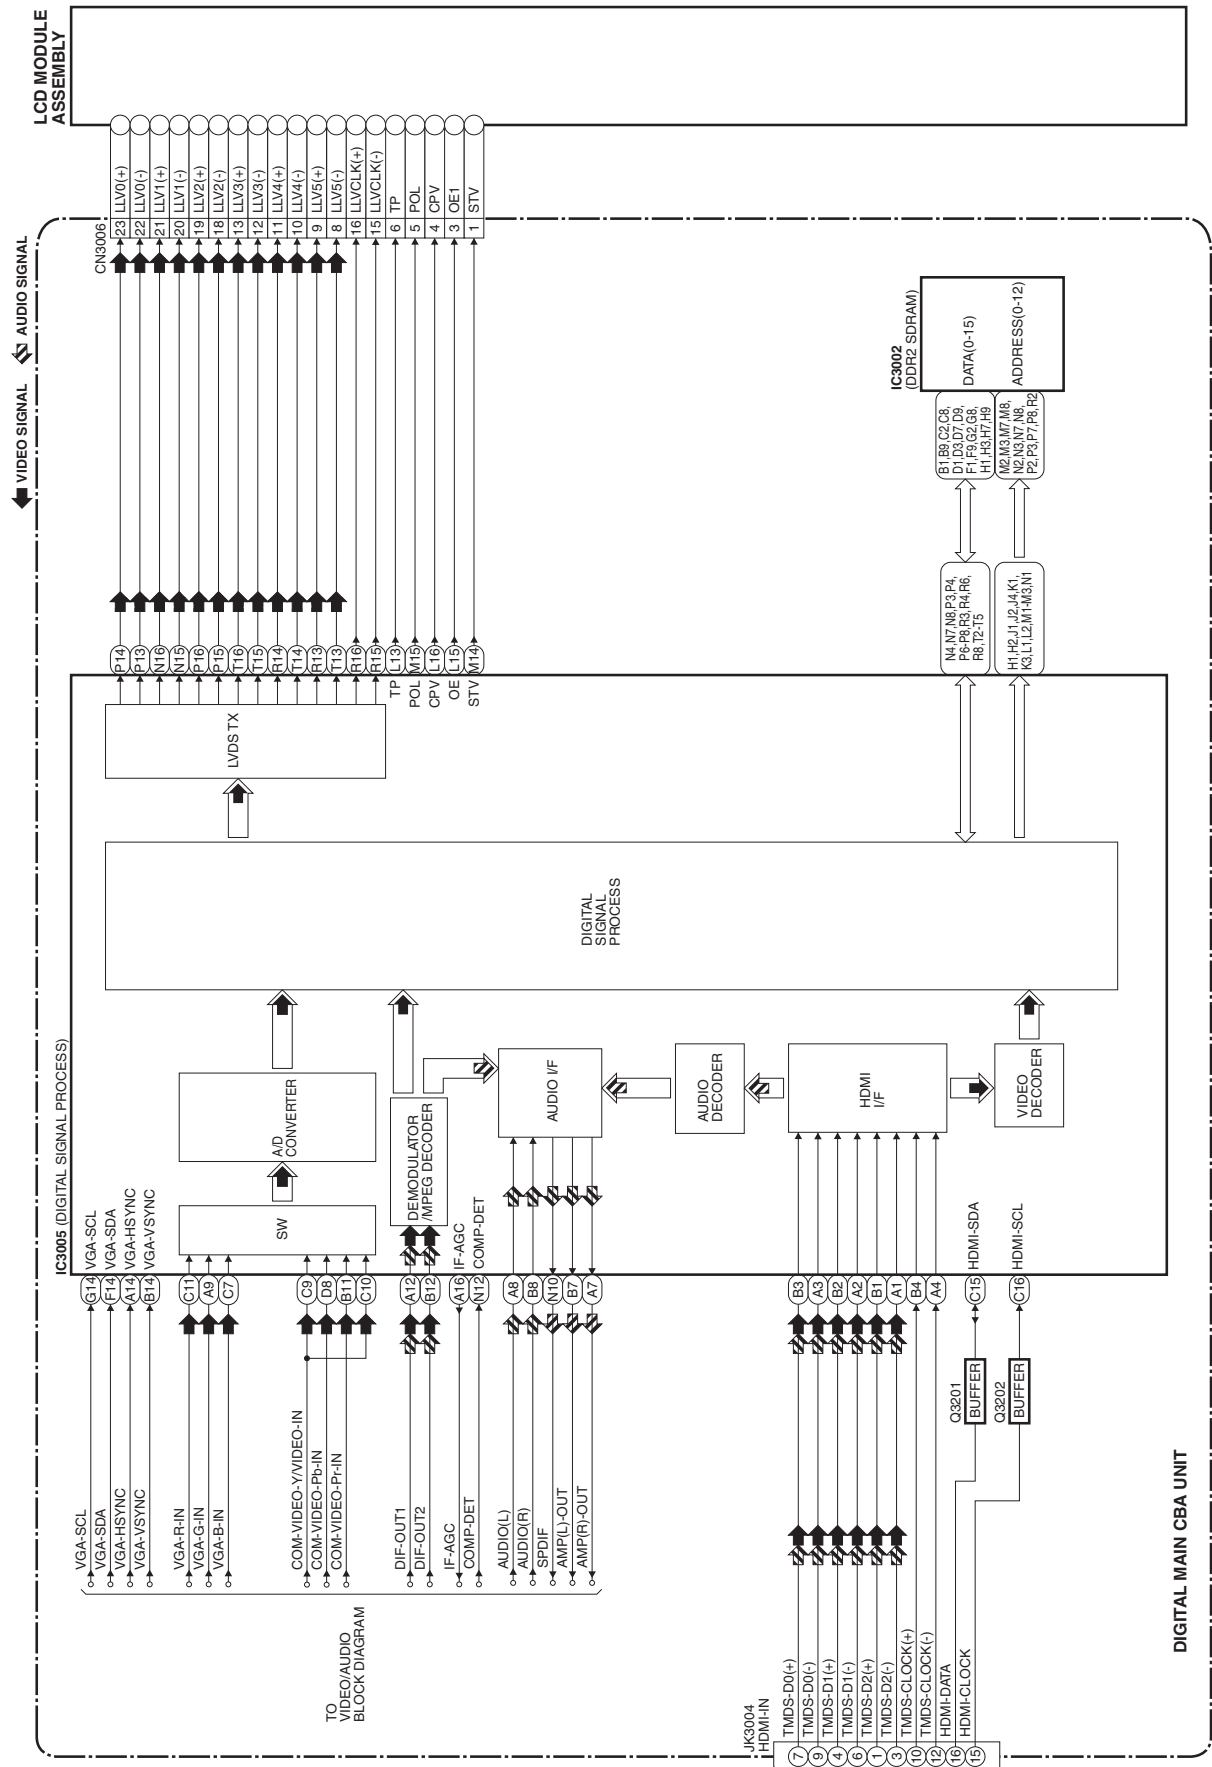 VIDEO SIGNAL
AUDIO SIGNAL
LCD MODULE
ASSEMBLY
CN3006
23 LLV0(+)
22 LLV0(-)
21 LLV1(+)
20 LLV1(-)
19 LLV2(+)
18 LLV2(-)
13 LLV3(+)
12 LLV3(-)
11 LLV4(+)
10 LLV4(-)
9 LLV5(+)
8 LLV5(-)
16 LLVCLK(+)
15 LLVCLK(-)
6 TP
5 POL
4 CPV
3 OE1
1 STV
P14
P13
N16
N15
P16
P15
T16
T15
R14
T14
R13
T13
R16
R15
TP L13
POL M15
CPV L16
OE L15
STV M14
LVDS TX
IC3002
(DDR2 SDRAM)
DATA(0-15)
ADDRESS(0-12)
B1,B9,C2,C8,
D1,D3,D7,D9,
F1,F9,G2,G8,
H1,H3,H7,H9
M2,M3,M7,M8,
N2,N3,N7,N8,
P2,P3,P7,P8,R2
N4,N7,N8,P3,P4,
P6-P8,R3,R4,R6,
R8,T2-T5
H1,H2,J1,J2,J4,K1,
K3,L1,L2,M1-M3,N1
DIGITAL
SIGNAL
PROCESS
IC3005 (DIGITAL SIGNAL PROCESS)
A/D
CONVERTER
SW
DEMODULATOR
/MPEG DECODER
AUDIO I/F
AUDIO
DECODER
HDMI
I/F
VIDEO
DECODER
G14 VGA-SCL
F14 VGA-SDA
A14 VGA-HSYNC
B14 VGA-VSYNC
C11
A9
C7
C9
D8
B11
C10
A12
B12
A16 IF-AGC
N12 COMP-DET
A8
B8
N10
B7
A7
B3
A3
B2
A2
B1
A1
B4
A4
C15 HDMI-SDA
C16 HDMI-SCL
Q3201
BUFFER
Q3202
BUFFER
VGA-SCL
VGA-SDA
VGA-HSYNC
VGA-VSYNC
VGA-R-IN
VGA-G-IN
VGA-B-IN
COM-VIDEO-Y/VIDEO-IN
COM-VIDEO-Pb-IN
COM-VIDEO-Pr-IN
DIF-OUT1
DIF-OUT2
IF-AGC
COMP-DET
AUDIO(L)
AUDIO(R)
SPDIF
AMP(L)-OUT
AMP(R)-OUT
TO
VIDEO/AUDIO
BLOCK DIAGRAM
JK3004
HDMI-IN
7 TMDS-D0(+)
9 TMDS-D0(-)
4 TMDS-D1(+)
6 TMDS-D1(-)
1 TMDS-D2(+)
3 TMDS-D2(-)
10 TMDS-CLOCK(+)
12 TMDS-CLOCK(-)
16 HDMI-DATA
15 HDMI-CLOCK
DIGITAL MAIN CBA UNIT